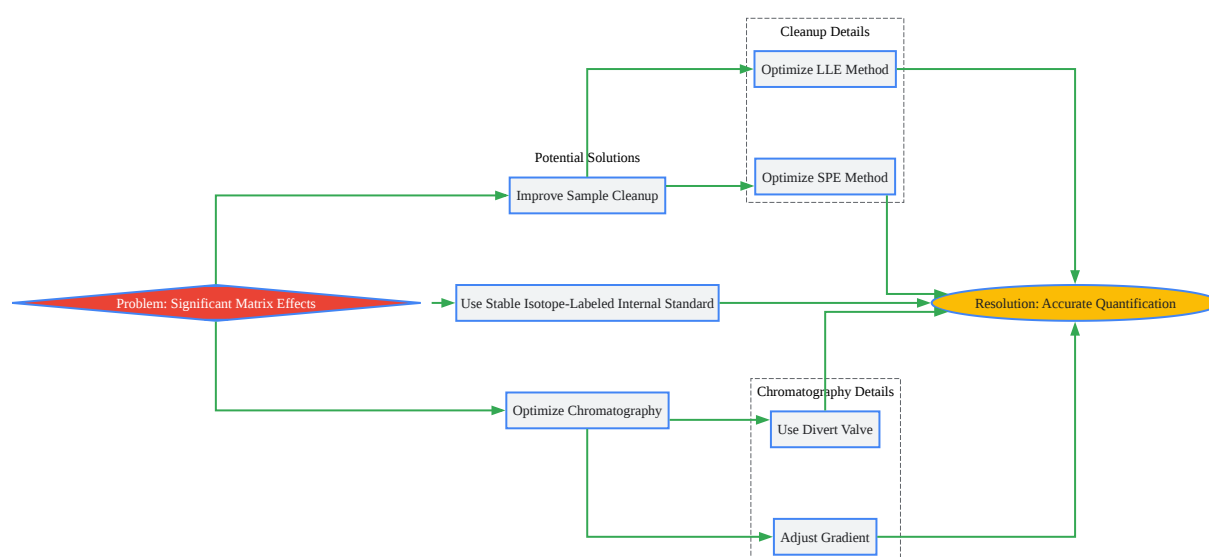 Cleanup Details
Optimize LLE Method
Potential Solutions
Optimize SPE Method
Improve Sample Cleanup
Problem: Significant Matrix Effects
Use Stable Isotope-Labeled Internal Standard
Resolution: Accurate Quantification
Chromatography Details
Optimize Chromatography
Use Divert Valve
Adjust Gradient